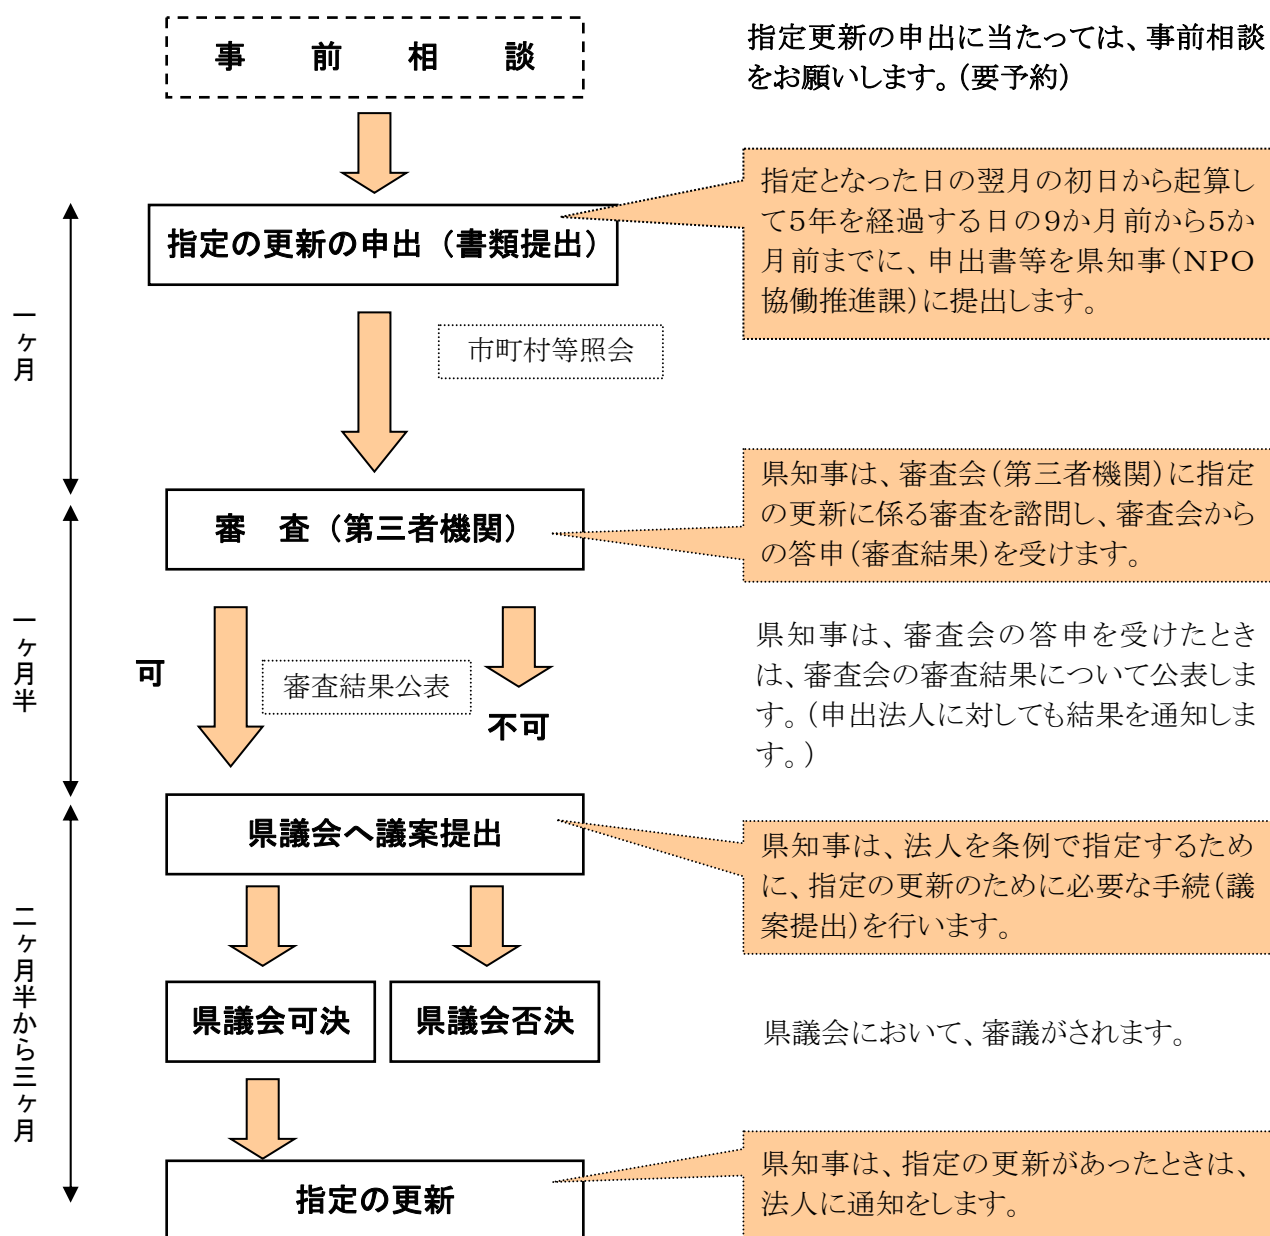 事前相談
指定更新の申出に当たっては、事前相談
をお願いします。(要予約)
指定の更新の申出（書類提出）
指定となった日の翌月の初日から起算し
て5年を経過する日の9か月前から5か
月前までに、申出書等を県知事(NPO
協働推進課)に提出します。
一ヶ月
市町村等照会
審　査（第三者機関）
県知事は、審査会(第三者機関)に指定
の更新に係る審査を諮問し、審査会から
の答申(審査結果)を受けます。
一ヶ月半
可
審査結果公表
不可
県知事は、審査会の答申を受けたとき
は、審査会の審査結果について公表しま
す。(申出法人に対しても結果を通知しま
す。)
県議会へ議案提出
県知事は、法人を条例で指定するため
に、指定の更新のために必要な手続(議
案提出)を行います。
二ヶ月半から三ヶ月
県議会可決
県議会否決
県議会において、審議がされます。
指定の更新
県知事は、指定の更新があったときは、
法人に通知をします。